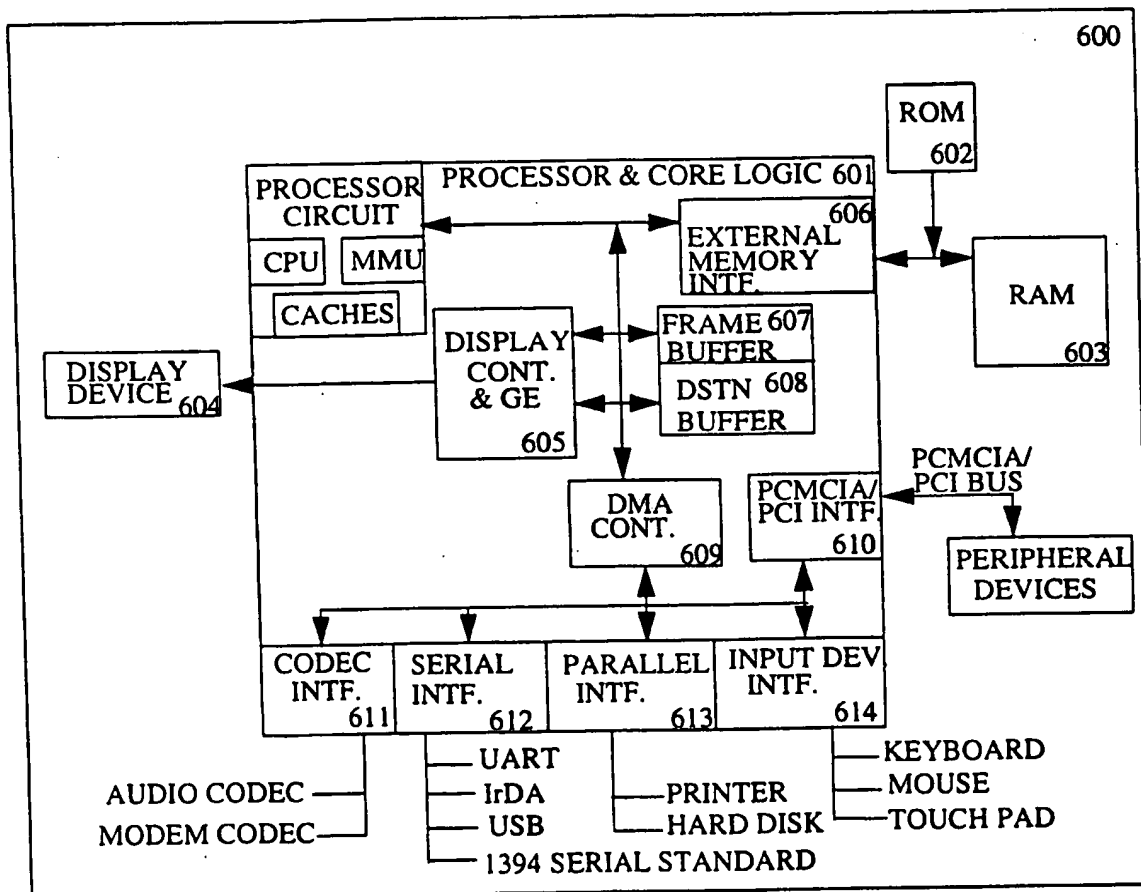 600
ROM
602
PROCESSOR & CORE LOGIC 601
PROCESSOR
CIRCUIT
CPU
MMU
CACHES
606
EXTERNAL
MEMORY
INTF.
RAM
603
DISPLAY
DEVICE
604
DISPLAY
CONT.
& GE
605
FRAME 607
BUFFER
DSTN 608
BUFFER
DMA
CONT.
609
PCMCIA/
PCI INTF.
610
PCMCIA/
PCI BUS
PERIPHERAL
DEVICES
CODEC
INTF.
611
SERIAL
INTF.
612
PARALLEL
INTF.
613
INPUT DEV
INTF.
614
AUDIO CODEC
MODEM CODEC
UART
IrDA
USB
1394 SERIAL STANDARD
PRINTER
HARD DISK
KEYBOARD
MOUSE
TOUCH PAD